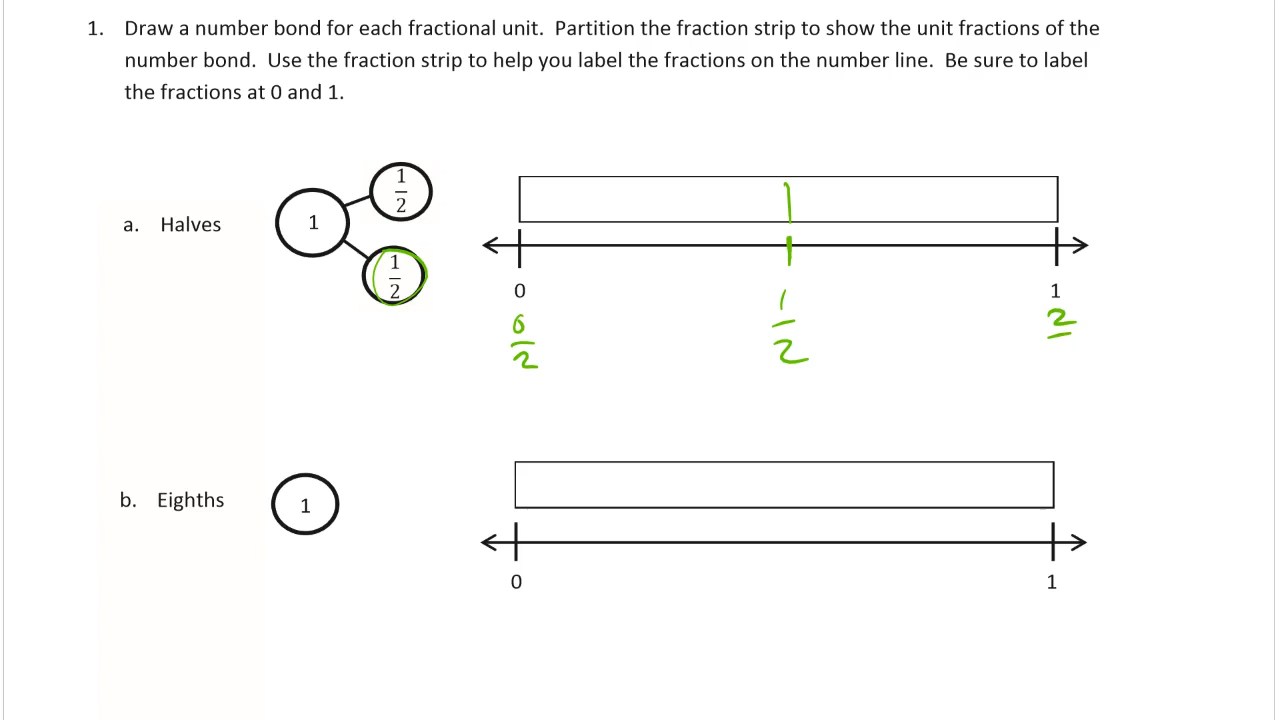 1. Draw a number bond for each fractional unit. Partition the fraction strip to show the unit fractions of the
number bond. Use the fraction strip to help you label the fractions on the number line. Be sure to label
the fractions at 0 and 1.
a. Halves
1
1/2
1/2
0
1
0/2
1/2
2/
b. Eighths
1
0
1